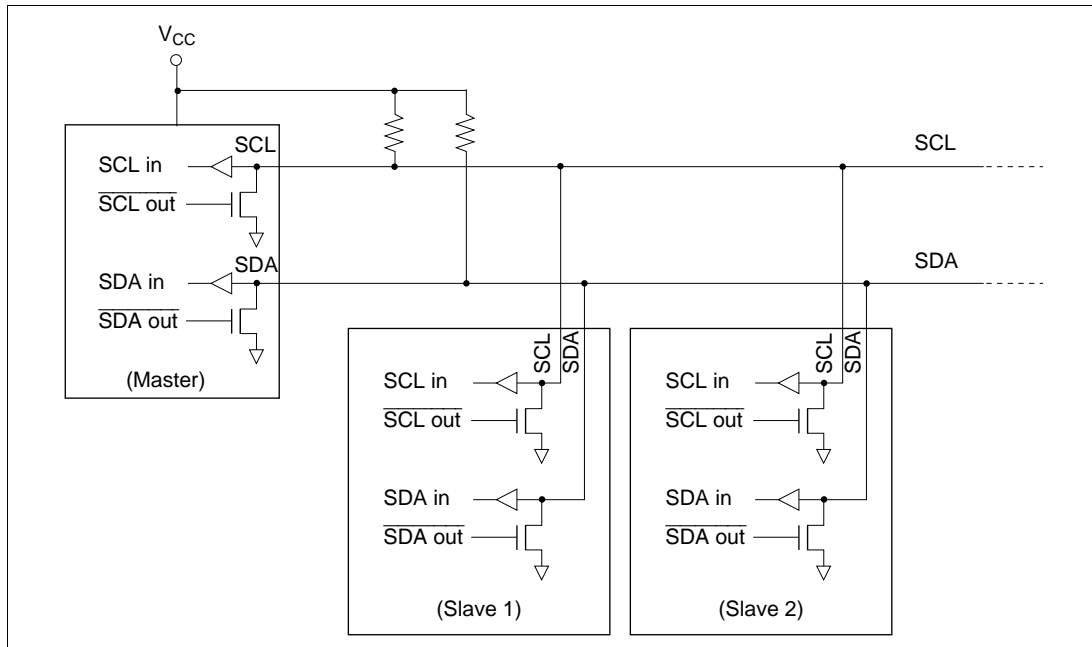 VCC
SCL
SCL in
SCL out
SDA
SDA in
SDA out
(Master)
SCL
SDA
SCL
SDA
SCL in
SCL out
SDA in
SDA out
(Slave 1)
SCL
SDA
SCL in
SCL out
SDA in
SDA out
(Slave 2)